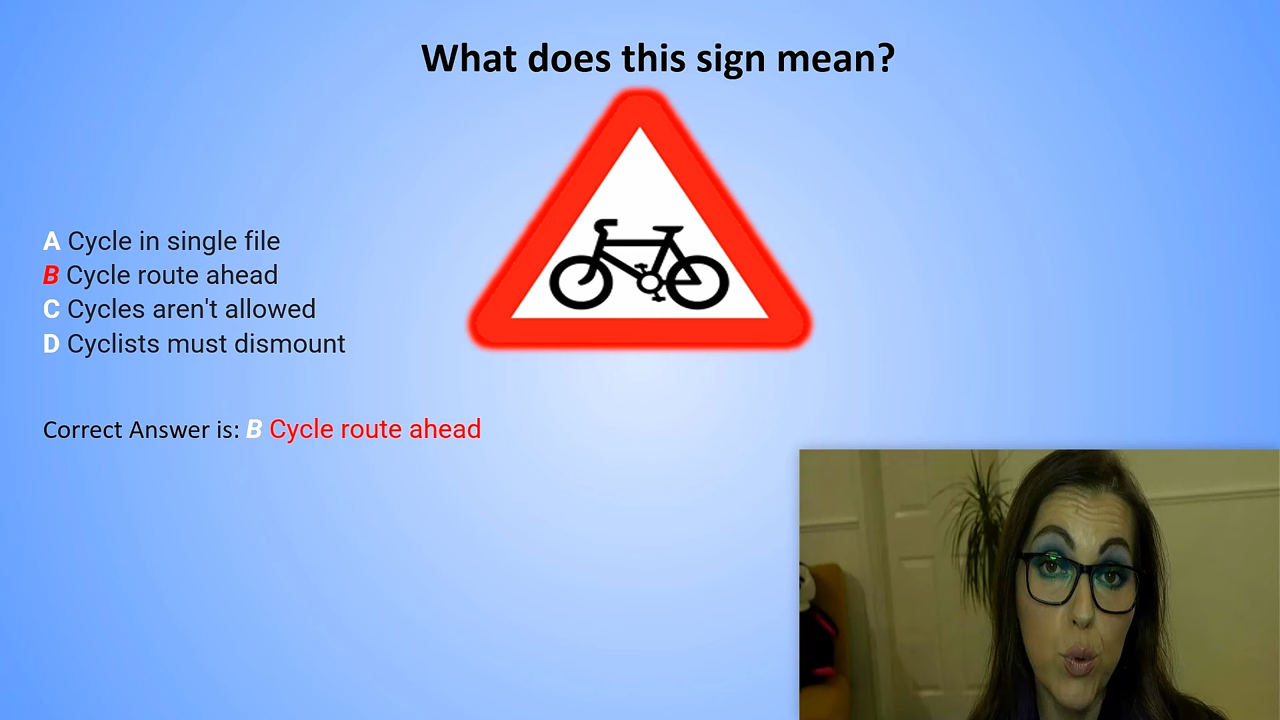 What does this sign mean?
A Cycle in single file
B Cycle route ahead
C Cycles aren't allowed
D Cyclists must dismount
Correct Answer is: B Cycle route ahead